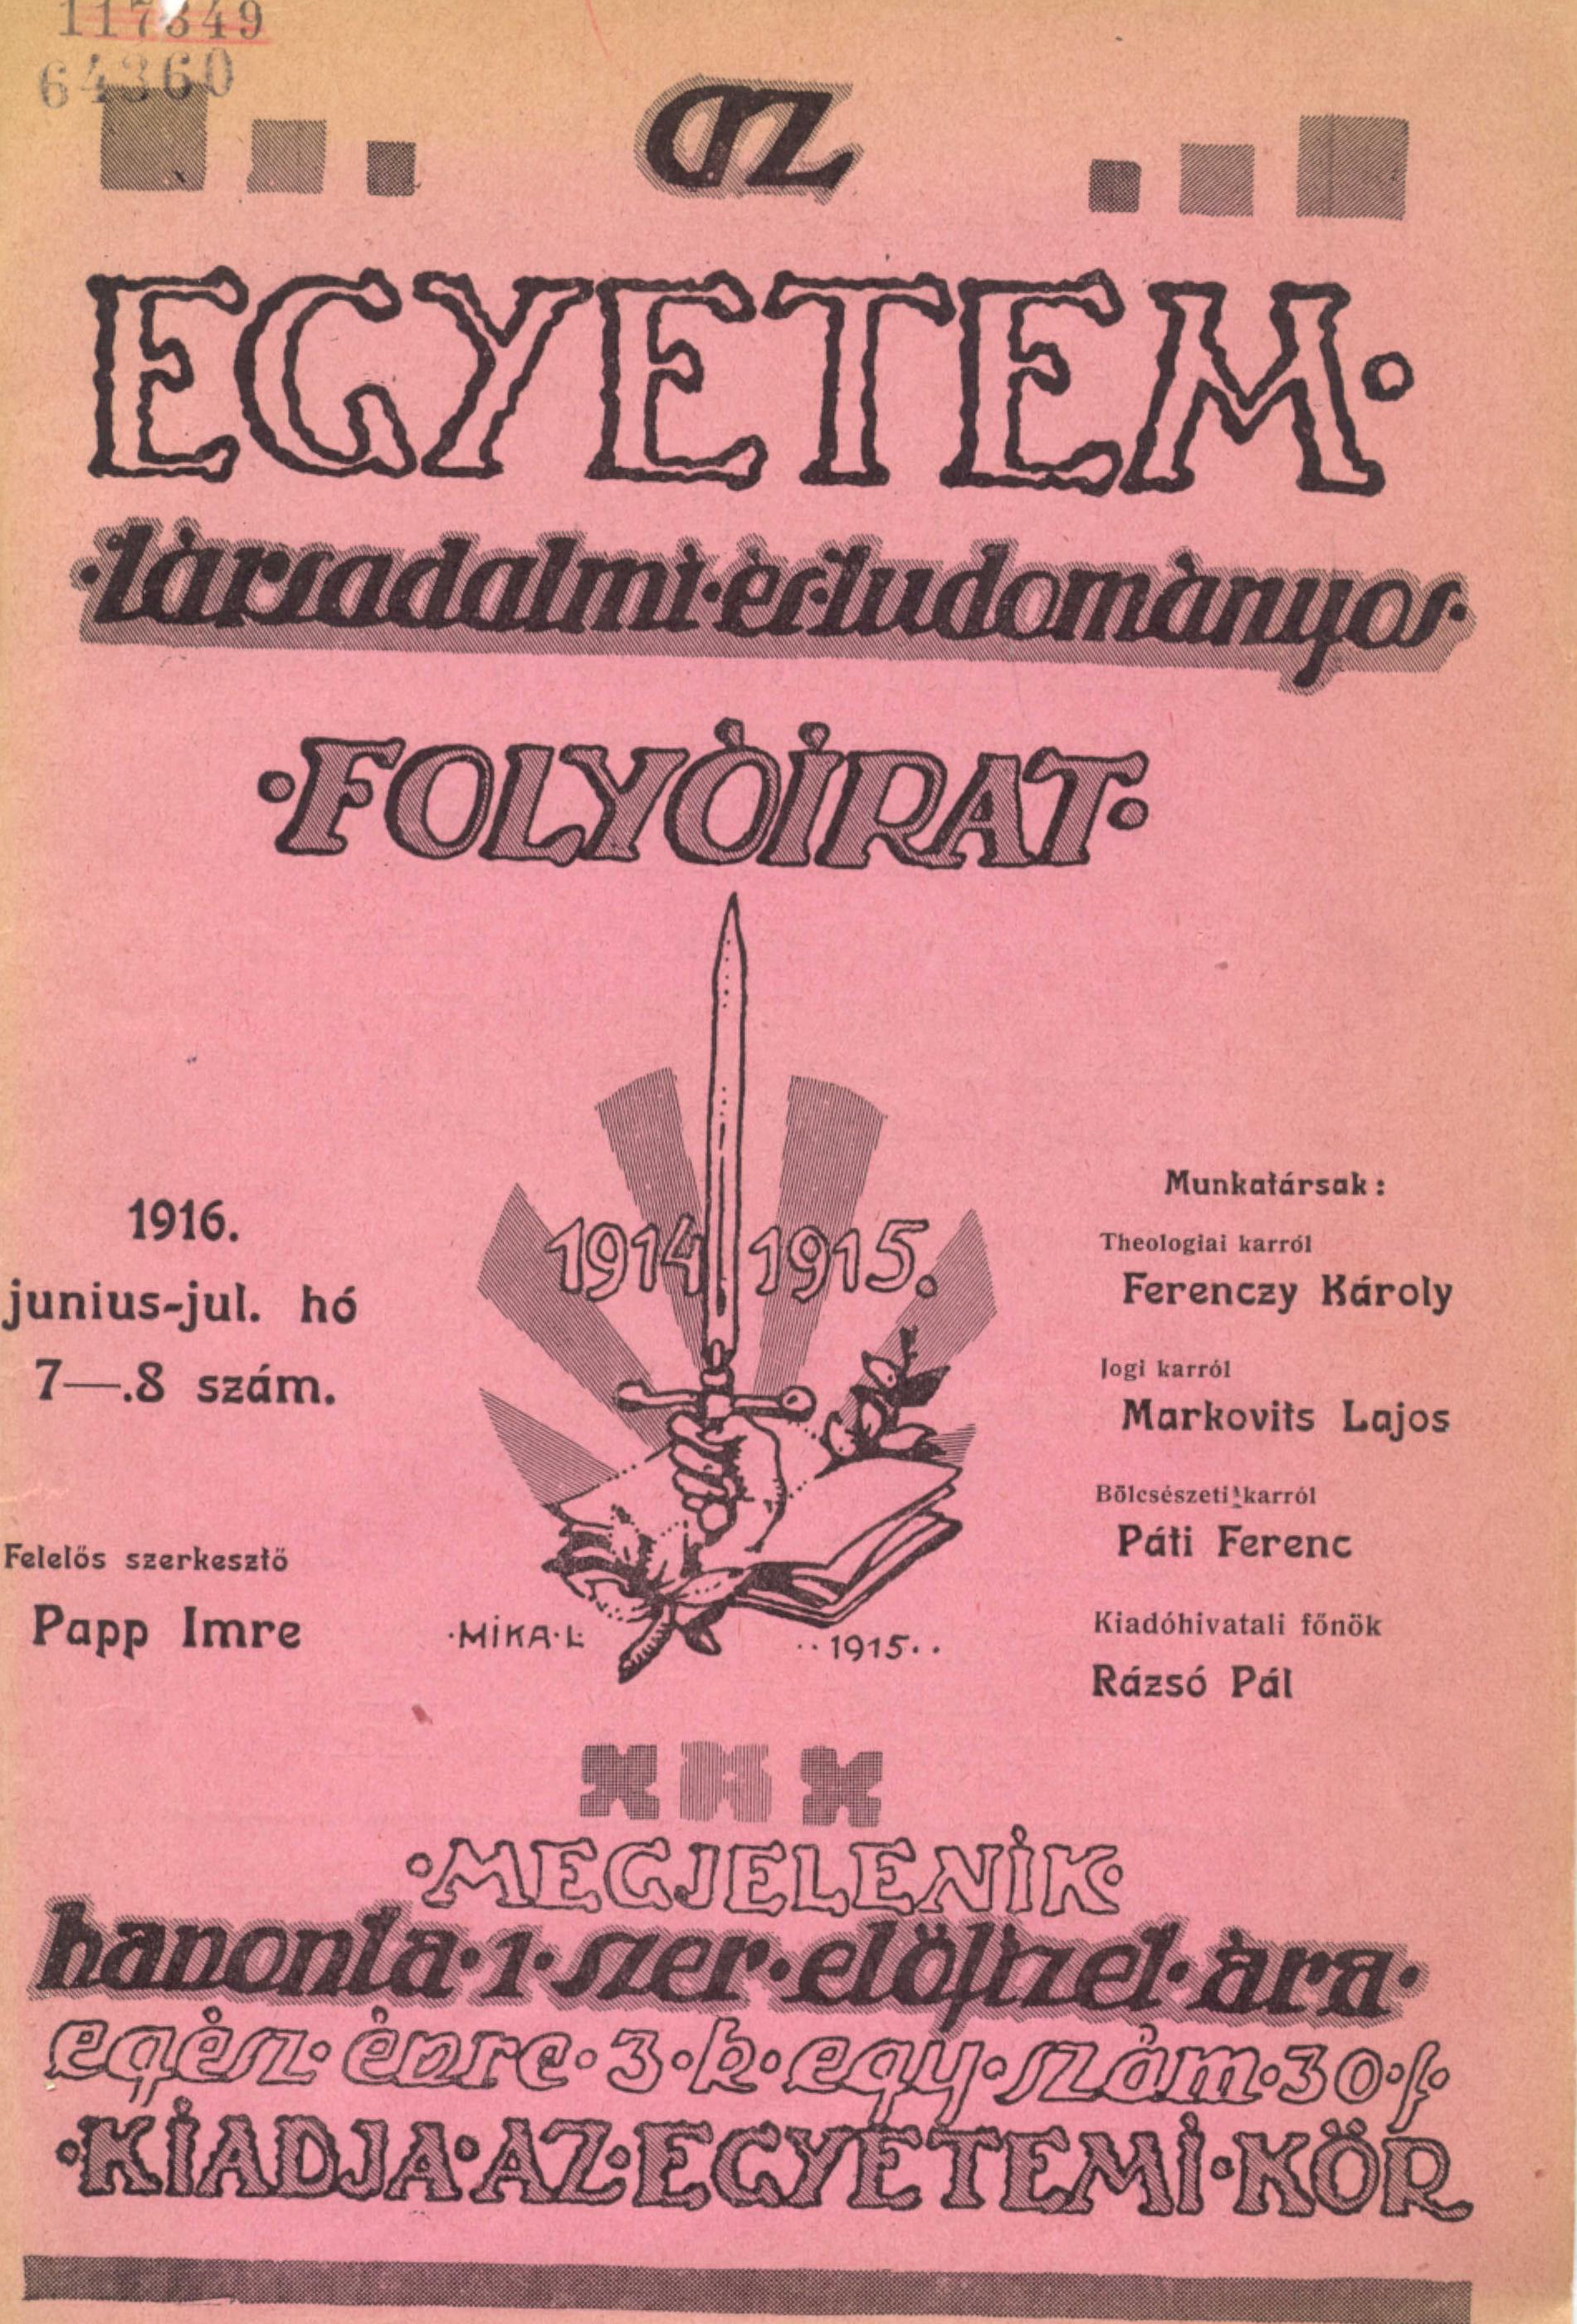 117849
64360
az
EGYETEM·
·társadalmi·és·tudományos·
·FOLYÓIRAT·
1914 1915.
1916.
junius-jul. hó
7—.8 szám.
Felelős szerkesztő
Papp Imre
Munkatársak:
Theologiai karról
Ferenczy Károly
Jogi karról
Markovits Lajos
Bölcsészeti karról
Páti Ferenc
Kiadóhivatali főnök
Rázsó Pál
·MIKA·L·
··1915··
·MEGJELENIK·
havonta·1·szer·előfizet·ára·
egész·évre·3·k·egy·szám·30·f·
·KIADJA·AZ·EGYETEMI·KÖR